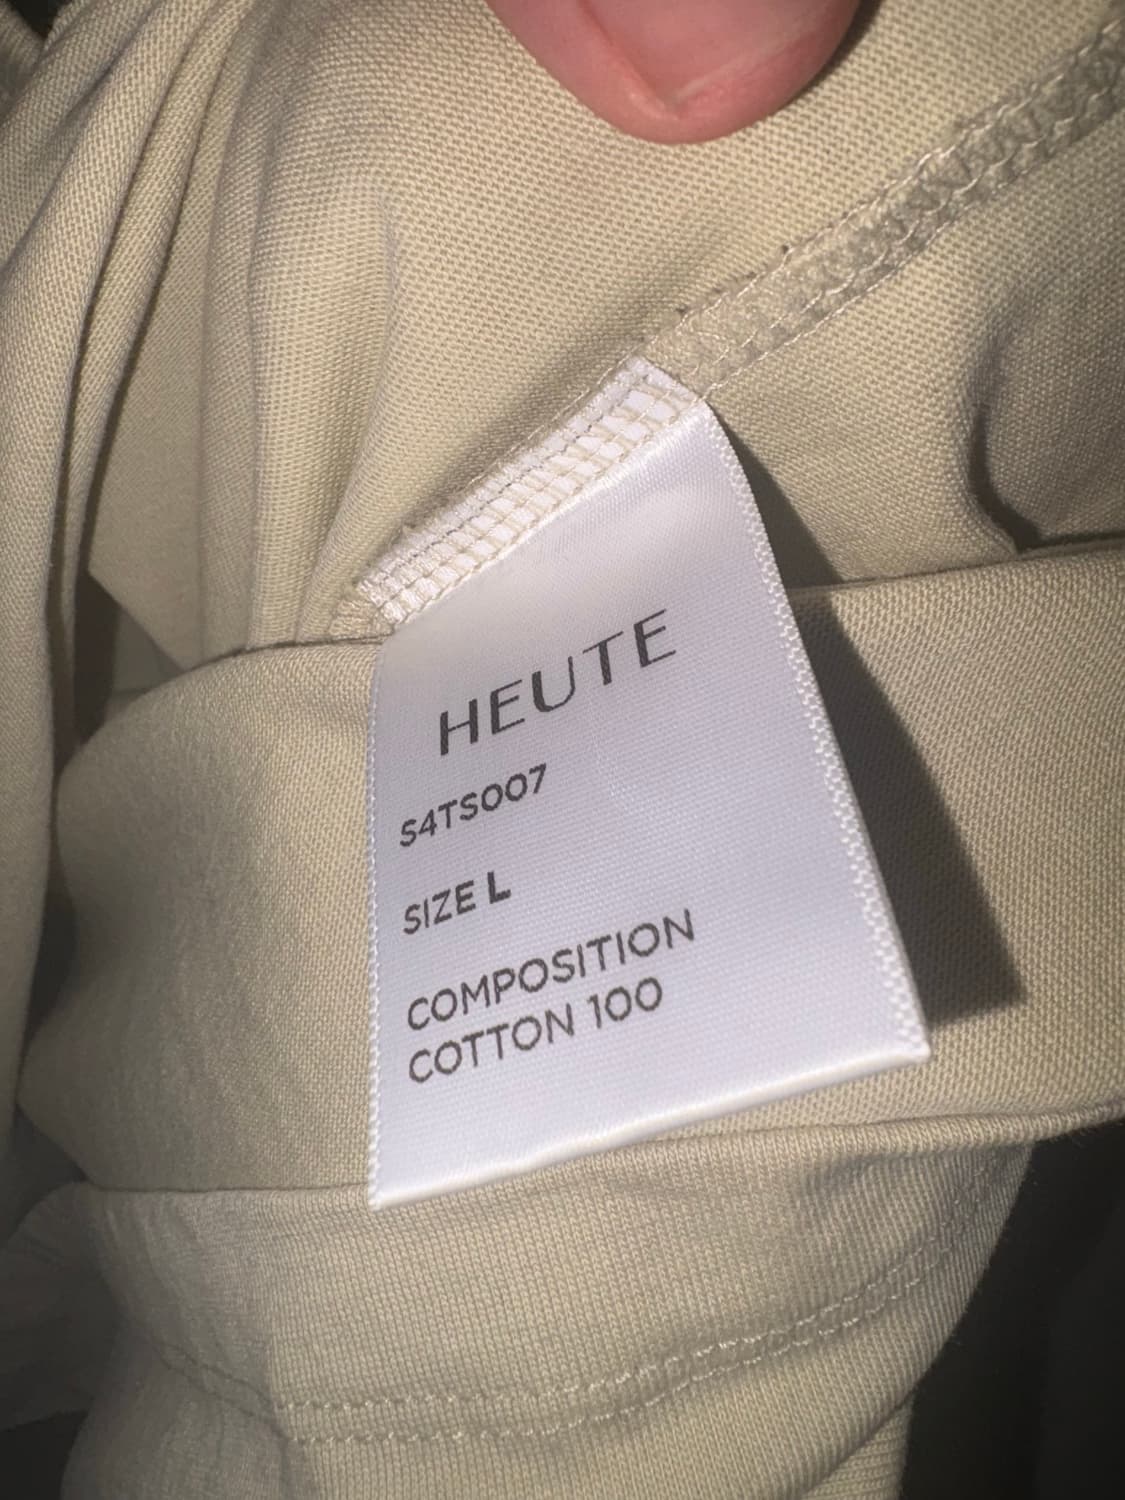 HEUTE
S4TS007
SIZE L
COMPOSITION
COTTON 100